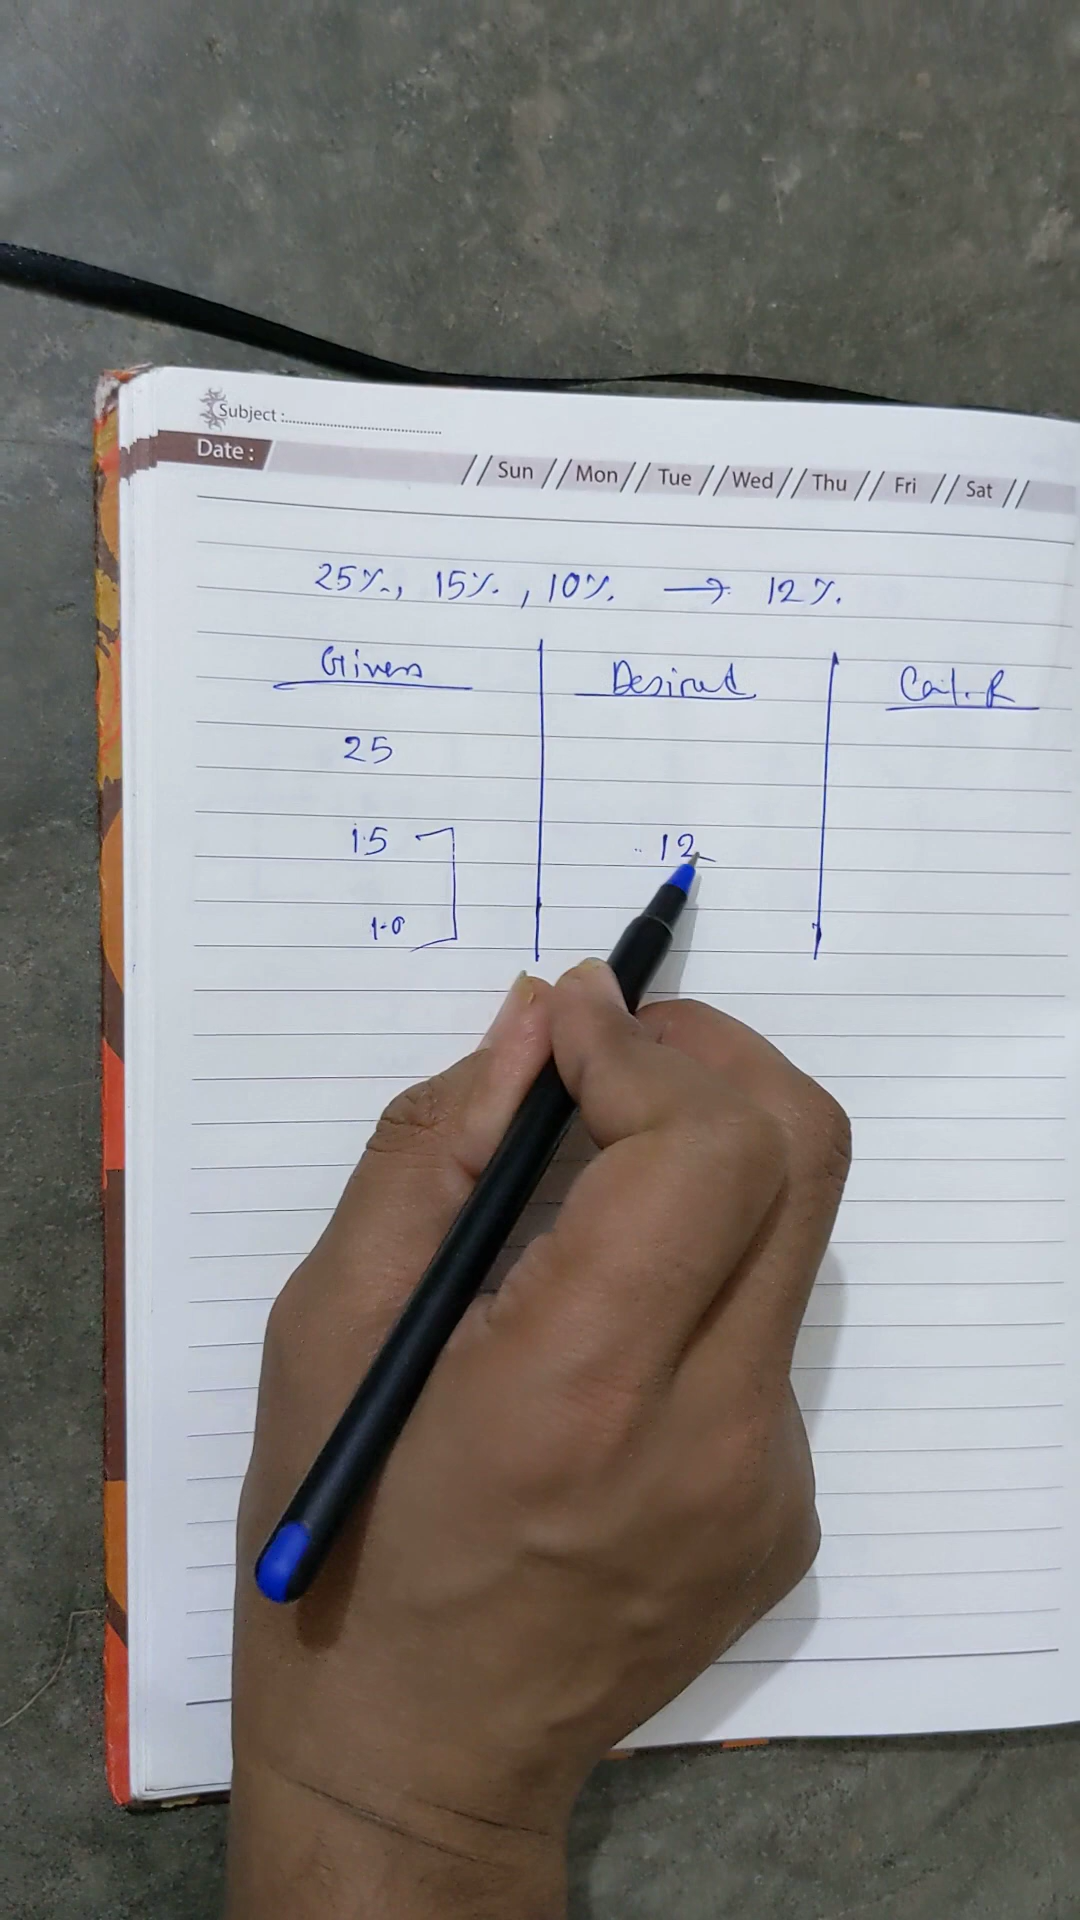 Subject :
Date :
// Sun // Mon // Tue // Wed // Thu // Fri // Sat //
25%, 15%, 10% → 12%.
Given Desired Cal. R
25
15 12
10